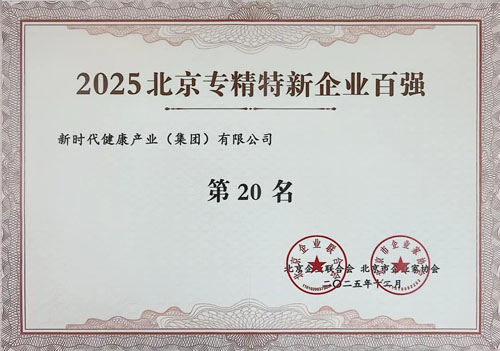 2025北京专精特新企业百强
新时代健康产业（集团）有限公司
第20名
北京企业联合会 北京市企业家协会
二〇二五年十二月